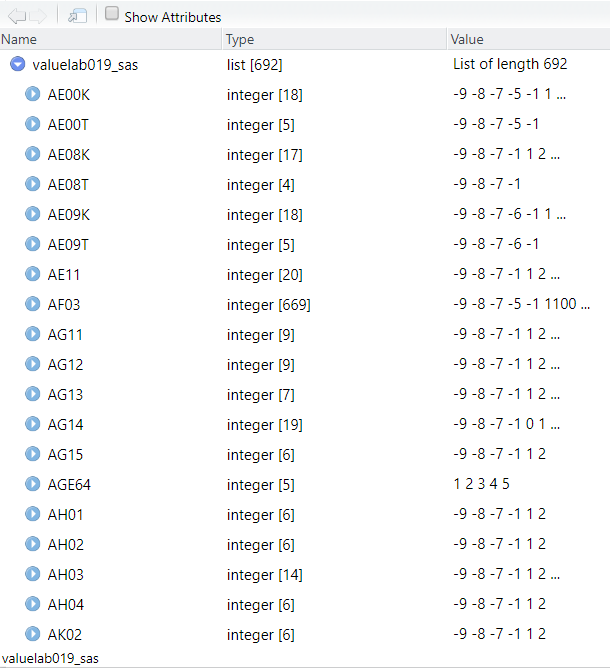 Show Attributes
Name Type Value
valuelab019_sas list [692] List of length 692
AE00K integer [18] -9 -8 -7 -5 -1 1 ...
AE00T integer [5] -9 -8 -7 -5 -1
AE08K integer [17] -9 -8 -7 -1 1 2 ...
AE08T integer [4] -9 -8 -7 -1
AE09K integer [18] -9 -8 -7 -6 -1 1 ...
AE09T integer [5] -9 -8 -7 -6 -1
AE11 integer [20] -9 -8 -7 -1 1 2 ...
AF03 integer [669] -9 -8 -7 -5 -1 1100 ...
AG11 integer [9] -9 -8 -7 -1 1 2 ...
AG12 integer [9] -9 -8 -7 -1 1 2 ...
AG13 integer [7] -9 -8 -7 -1 1 2 ...
AG14 integer [19] -9 -8 -7 -1 0 1 ...
AG15 integer [6] -9 -8 -7 -1 1 2
AGE64 integer [5] 1 2 3 4 5
AH01 integer [6] -9 -8 -7 -1 1 2
AH02 integer [6] -9 -8 -7 -1 1 2
AH03 integer [14] -9 -8 -7 -1 1 2 ...
AH04 integer [6] -9 -8 -7 -1 1 2
AK02 integer [6] -9 -8 -7 -1 1 2
valuelab019_sas